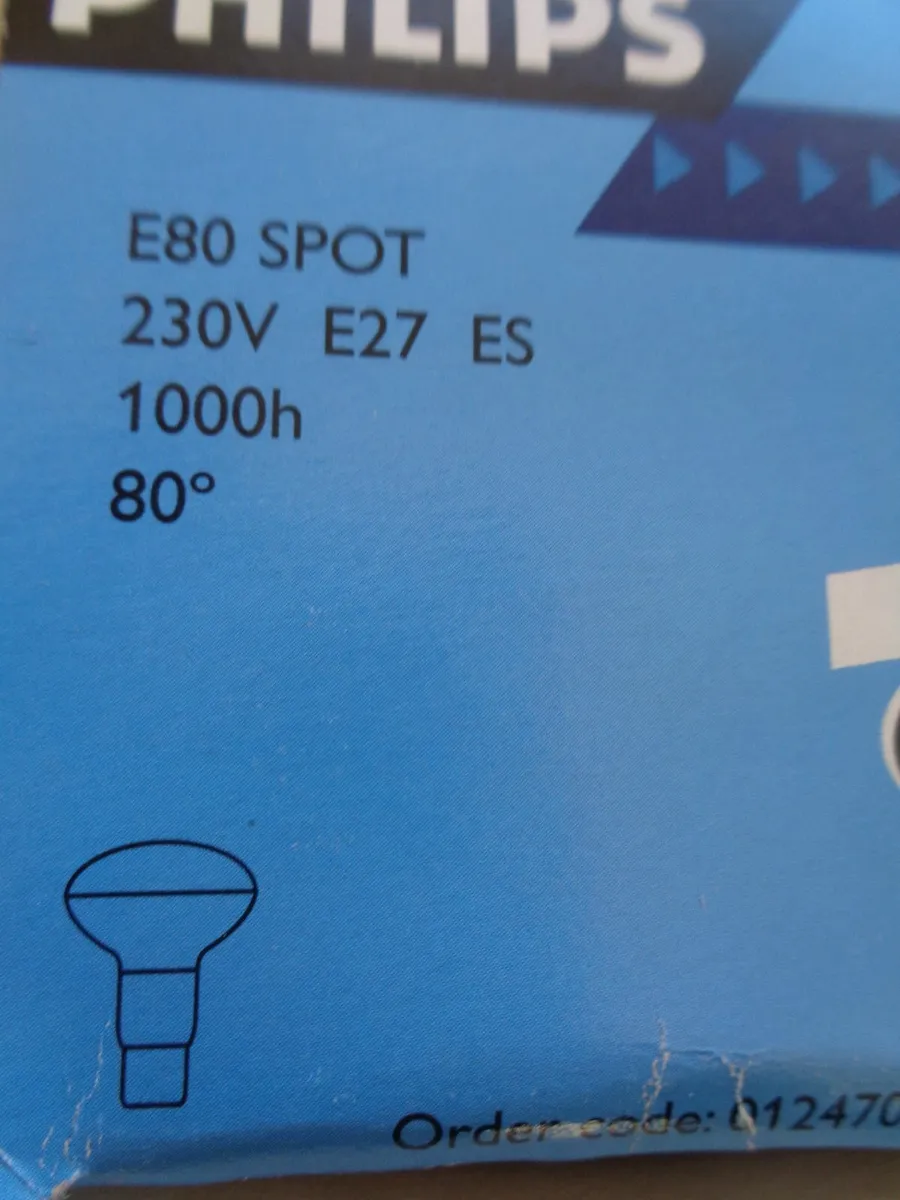 PHILIPS
E80 SPOT
230V E27 ES
1000h
80°
Order code: 012470